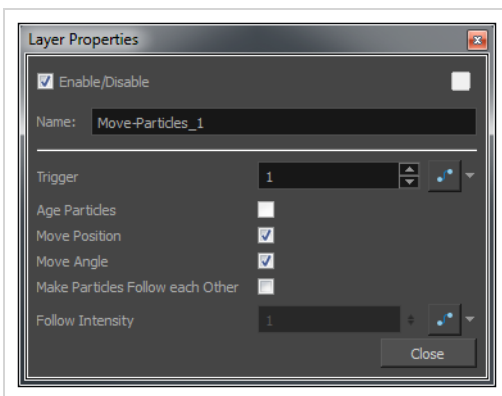 Layer Properties
Enable/Disable
Name: Move-Particles_1
Trigger 1
Age Particles
Move Position
Move Angle
Make Particles Follow each Other
Follow Intensity 1
Close